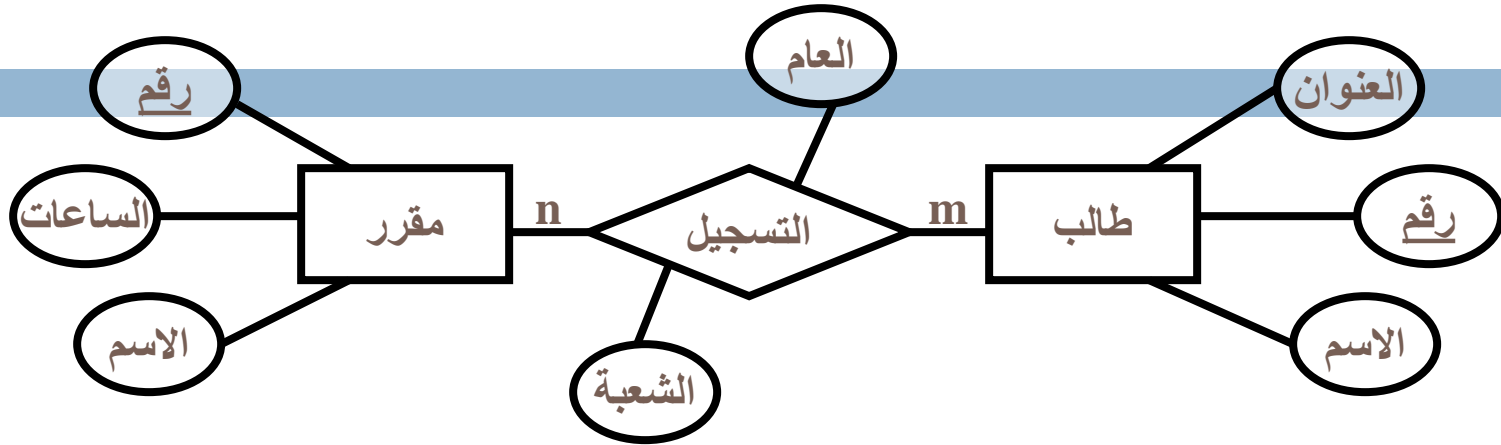 العام
العنوان
رقم
طالب
m
التسجيل
n
مقرر
رقم
الساعات
الاسم
الاسم
الشعبة